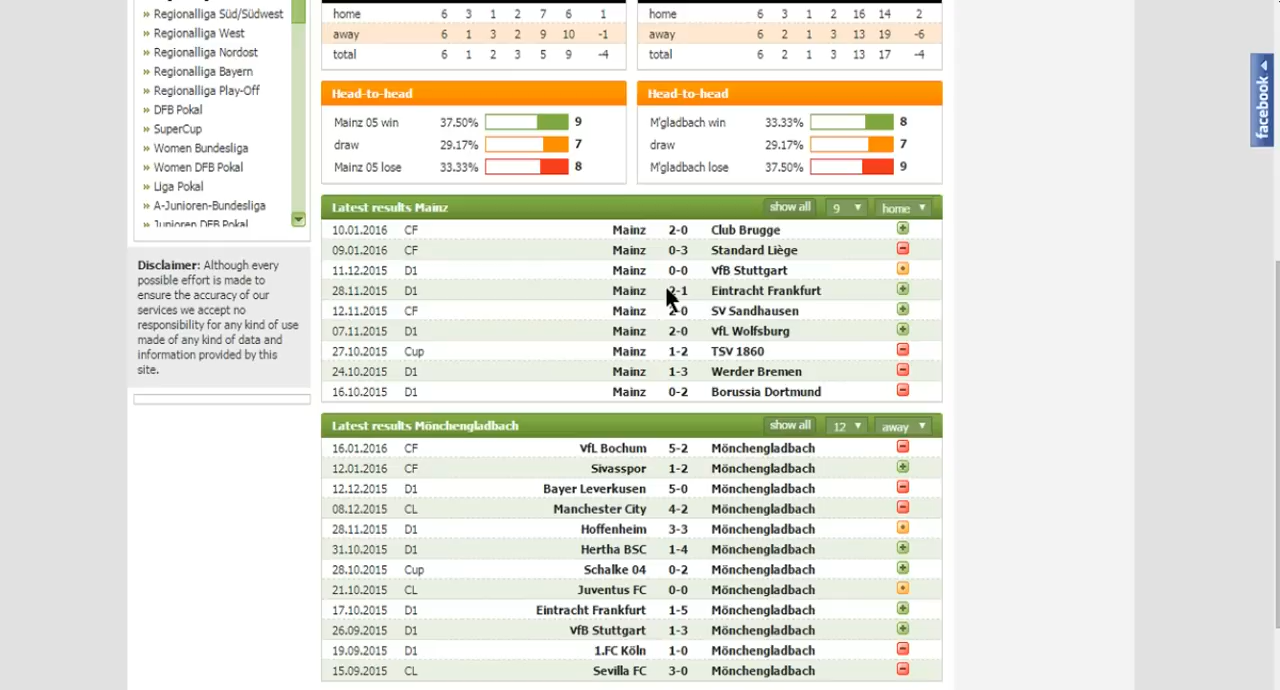 » Regionalliga Süd/Südwest
» Regionalliga West
» Regionalliga Nordost
» Regionalliga Bayern
» Regionalliga Play-Off
» DFB Pokal
» SuperCup
» Women Bundesliga
» Women DFB Pokal
» Liga Pokal
» A-Junioren-Bundesliga
» Junioren DFB Pokal
Disclaimer: Although every
possible effort is made to
ensure the accuracy of our
services we accept no
responsibility for any kind of use
made of any kind of data and
information provided by this
site.
home 6 3 1 2 7 6 1
away 6 1 3 2 9 10 -1
total 6 1 2 3 5 9 -4
home 6 3 1 2 16 14 2
away 6 2 1 3 13 19 -6
total 6 2 1 3 13 17 -4
Head-to-head
Mainz 05 win 37.50% 9
draw 29.17% 7
Mainz 05 lose 33.33% 8
Head-to-head
M'gladbach win 33.33% 8
draw 29.17% 7
M'gladbach lose 37.50% 9
Latest results Mainz show all 9 home
10.01.2016 CF Mainz 2-0 Club Brugge
09.01.2016 CF Mainz 0-3 Standard Liège
11.12.2015 D1 Mainz 0-0 VfB Stuttgart
28.11.2015 D1 Mainz 2-1 Eintracht Frankfurt
12.11.2015 CF Mainz 2-0 SV Sandhausen
07.11.2015 D1 Mainz 2-0 VfL Wolfsburg
27.10.2015 Cup Mainz 1-2 TSV 1860
24.10.2015 D1 Mainz 1-3 Werder Bremen
16.10.2015 D1 Mainz 0-2 Borussia Dortmund
Latest results Mönchengladbach show all 12 away
16.01.2016 CF VfL Bochum 5-2 Mönchengladbach
12.01.2016 CF Sivasspor 1-2 Mönchengladbach
12.12.2015 D1 Bayer Leverkusen 5-0 Mönchengladbach
08.12.2015 CL Manchester City 4-2 Mönchengladbach
28.11.2015 D1 Hoffenheim 3-3 Mönchengladbach
31.10.2015 D1 Hertha BSC 1-4 Mönchengladbach
28.10.2015 Cup Schalke 04 0-2 Mönchengladbach
21.10.2015 CL Juventus FC 0-0 Mönchengladbach
17.10.2015 D1 Eintracht Frankfurt 1-5 Mönchengladbach
26.09.2015 D1 VfB Stuttgart 1-3 Mönchengladbach
19.09.2015 D1 1.FC Köln 1-0 Mönchengladbach
15.09.2015 CL Sevilla FC 3-0 Mönchengladbach
facebook